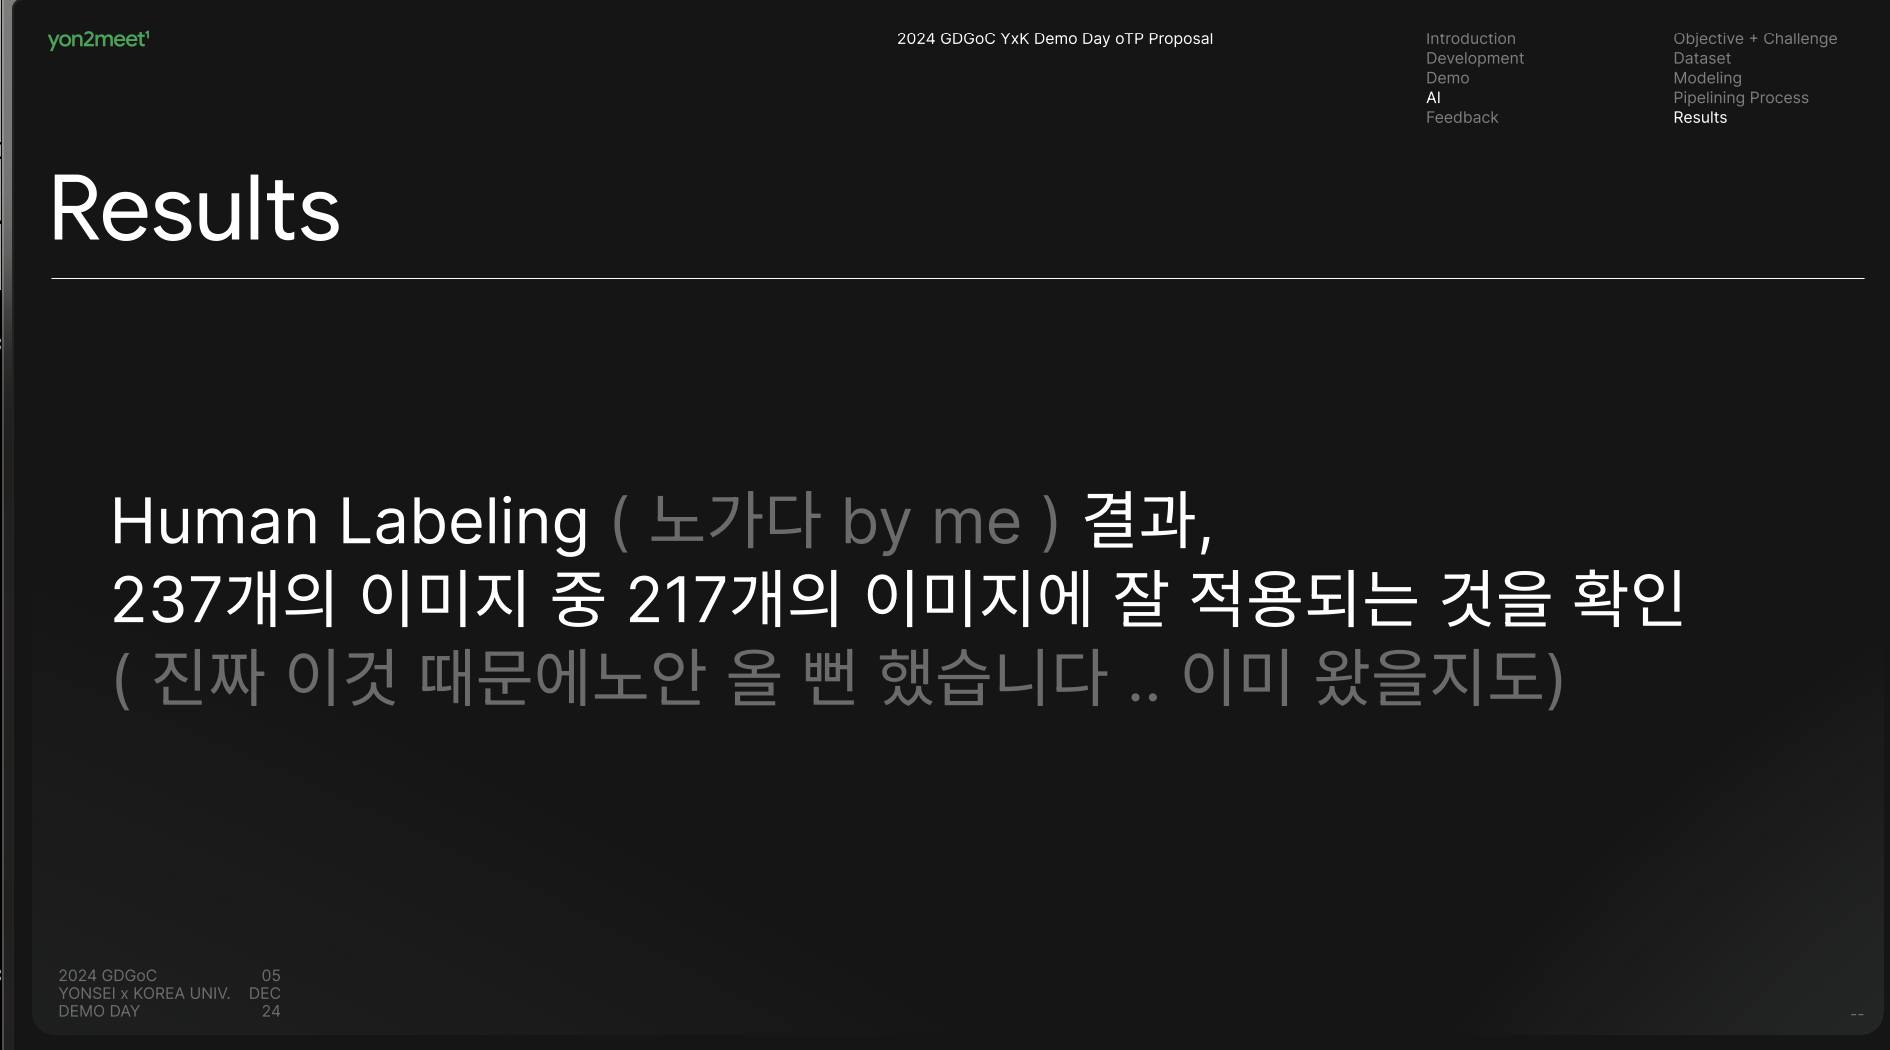 yon2meet¹
2024 GDGoC YxK Demo Day oTP Proposal
Introduction
Development
Demo
AI
Feedback
Objective + Challenge
Dataset
Modeling
Pipelining Process
Results
Results
Human Labeling ( 노가다 by me ) 결과,
237개의 이미지 중 217개의 이미지에 잘 적용되는 것을 확인
( 진짜 이것 때문에노안 올 뻔 했습니다 .. 이미 왔을지도)
2024 GDGoC 05
YONSEI x KOREA UNIV. DEC
DEMO DAY 24
--